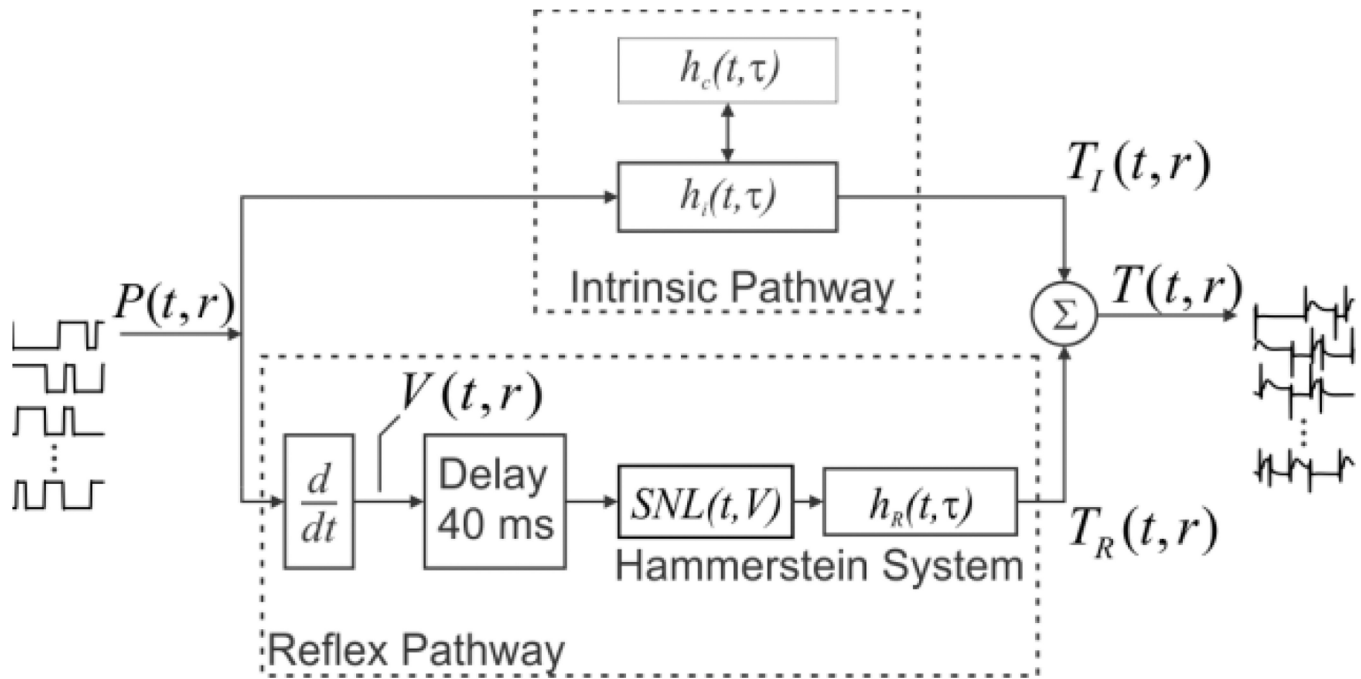 h_c(t,τ)
h_i(t,τ)
T_I(t,r)
Intrinsic Pathway
P(t,r)
Σ
T(t,r)
V(t,r)
d
dt
Delay
40 ms
SNL(t,V)
h_R(t,τ)
T_R(t,r)
Hammerstein System
Reflex Pathway